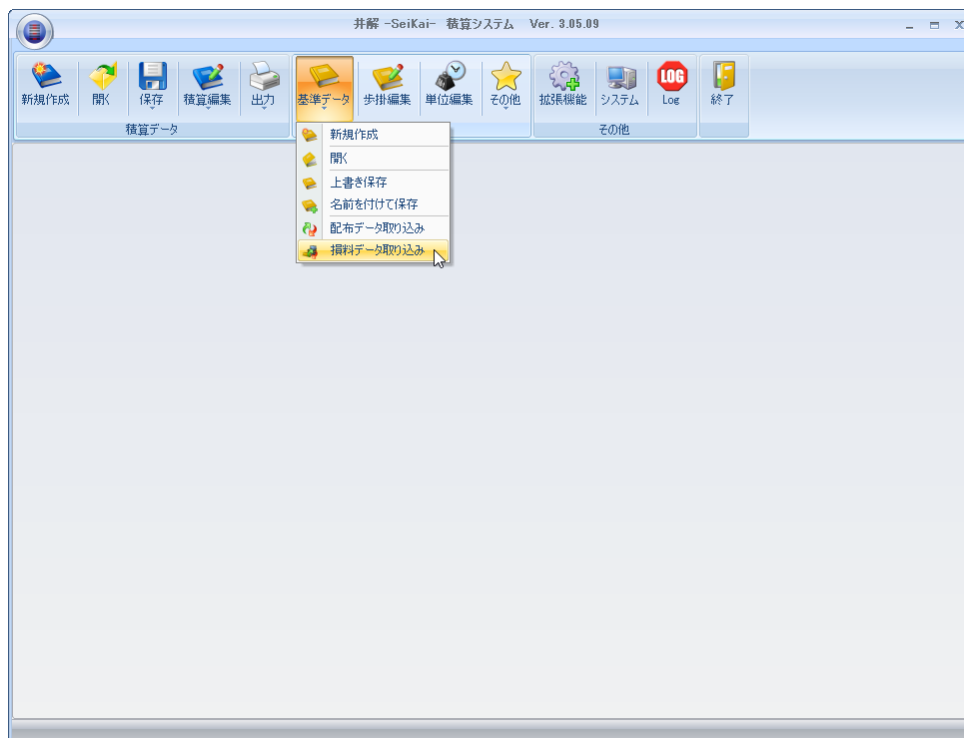 井解 -SeiKai- 積算システム Ver. 3.05.09
新規作成 開く 保存 積算編集 出力 基準データ 歩掛編集 単位編集 その他 拡張機能 システム Log 終了
LOG
積算データ その他
新規作成
開く
上書き保存
名前を付けて保存
配布データ取り込み
損料データ取り込み